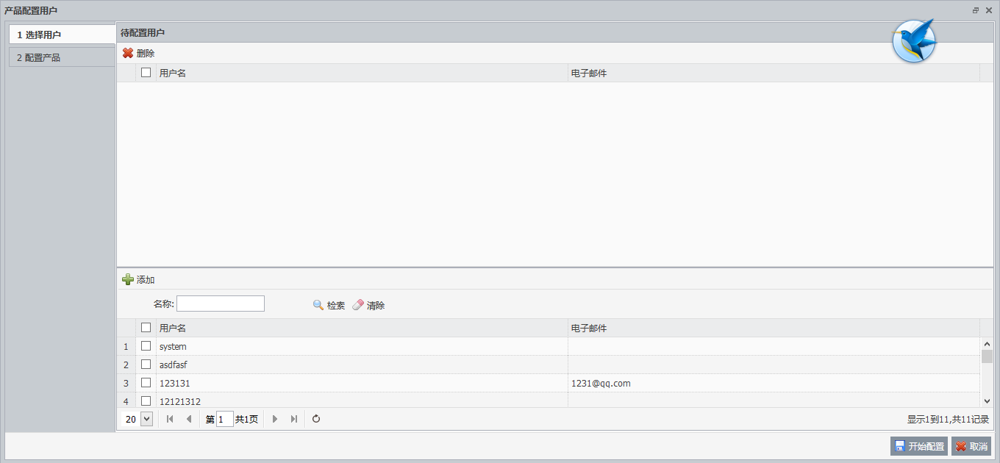 产品配置用户
1 选择用户
2 配置产品
待配置用户
删除
用户名 电子邮件
添加
名称: 检索 清除
用户名 电子邮件
1 system
2 asdfasf
3 123131 1231@qq.com
4 12121312
20 第 1 共1页 显示1到11,共11记录
开始配置 取消